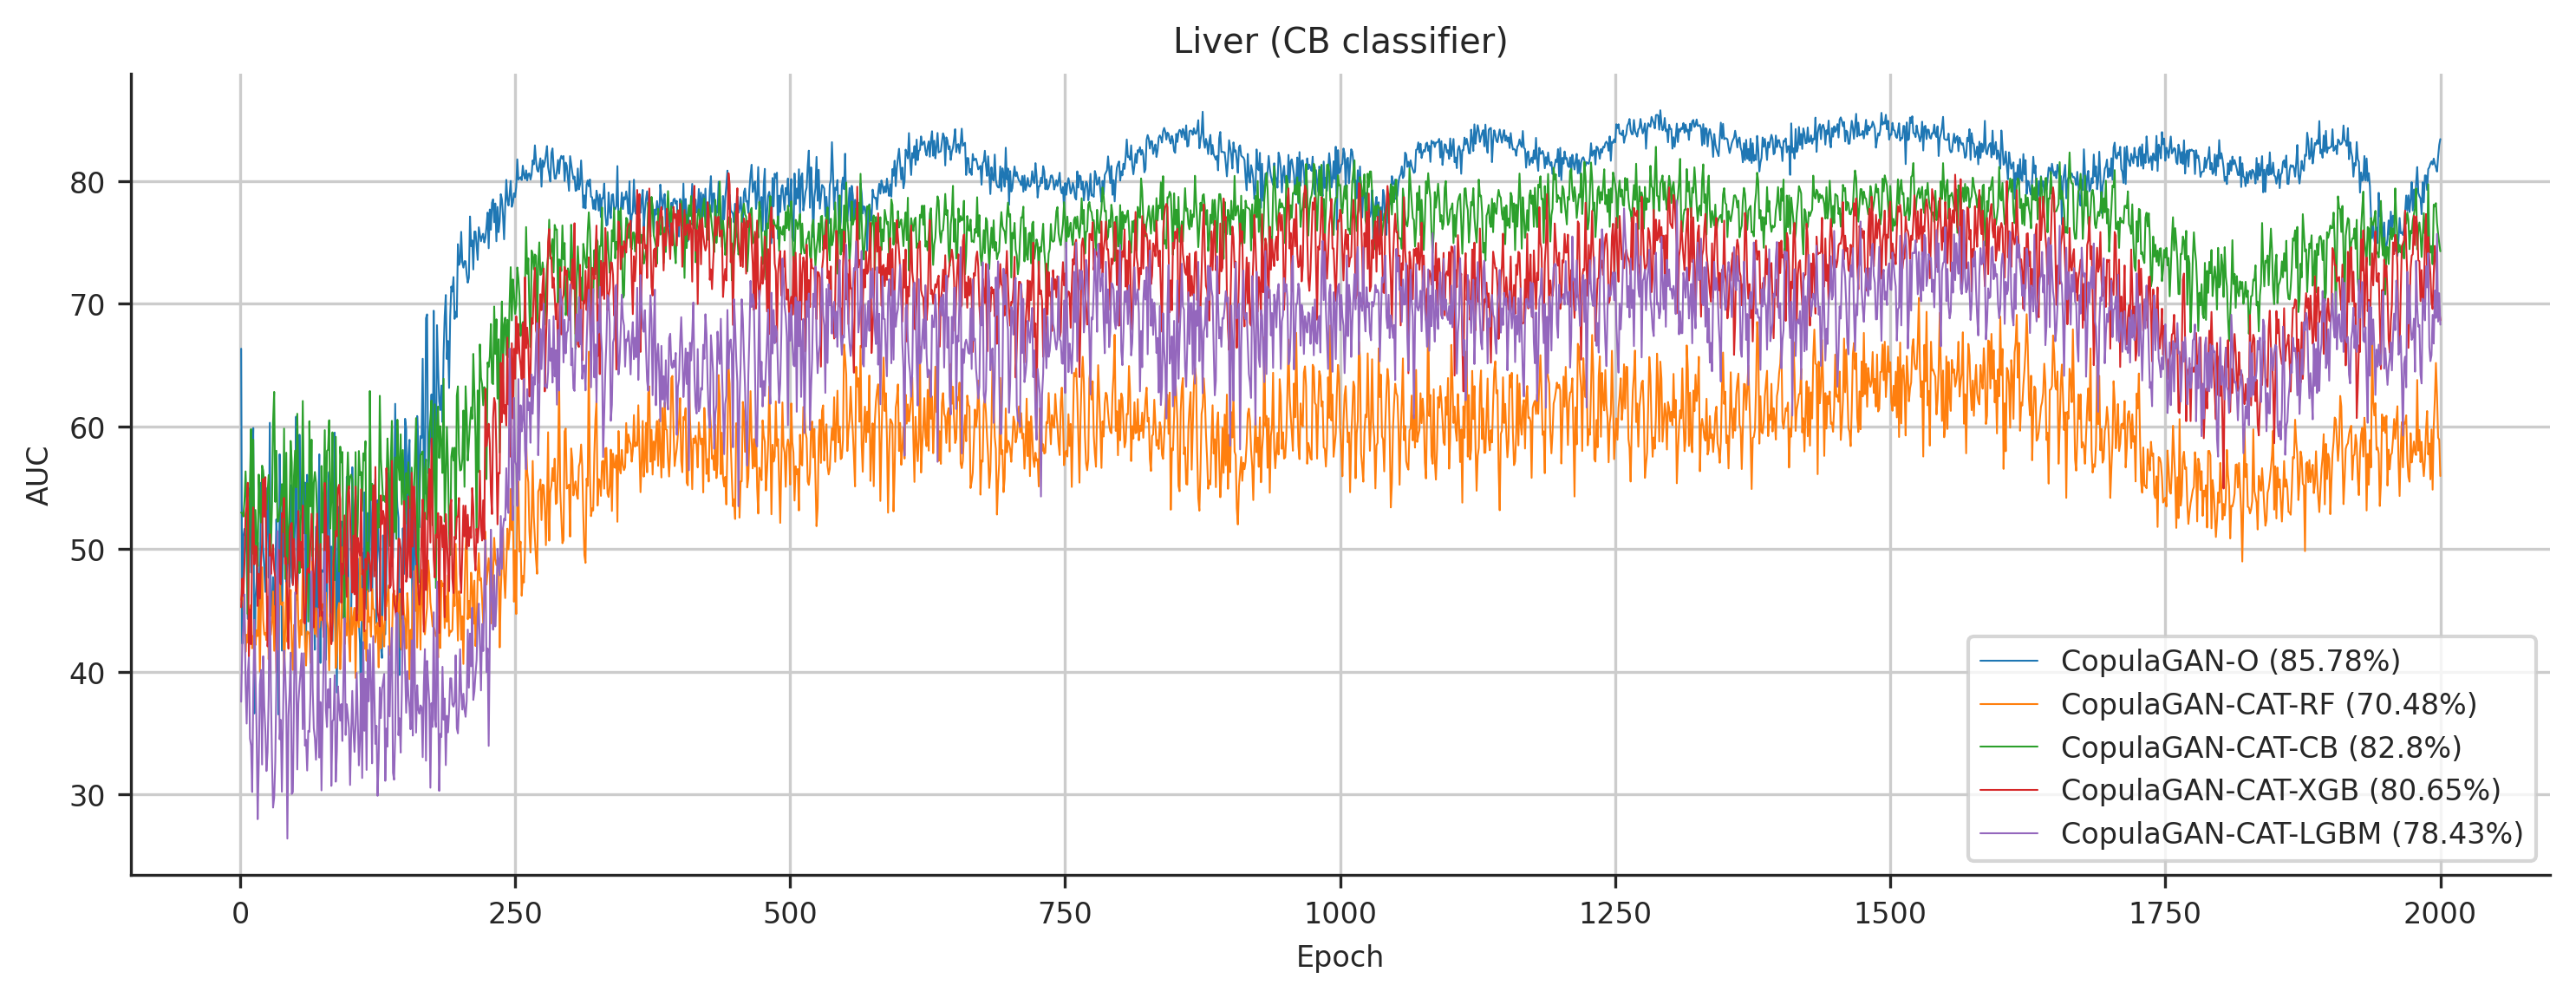 Liver (CB classifier)
AUC
80
70
60
50
40
30
0 250 500 750 1000 1250 1500 1750 2000
Epoch
CopulaGAN-O (85.78%)
CopulaGAN-CAT-RF (70.48%)
CopulaGAN-CAT-CB (82.8%)
CopulaGAN-CAT-XGB (80.65%)
CopulaGAN-CAT-LGBM (78.43%)